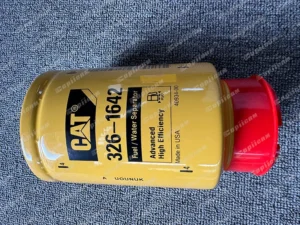 CAT
326-1642
Fuel / Water Separator
Advanced
High Efficiency
Made in USA